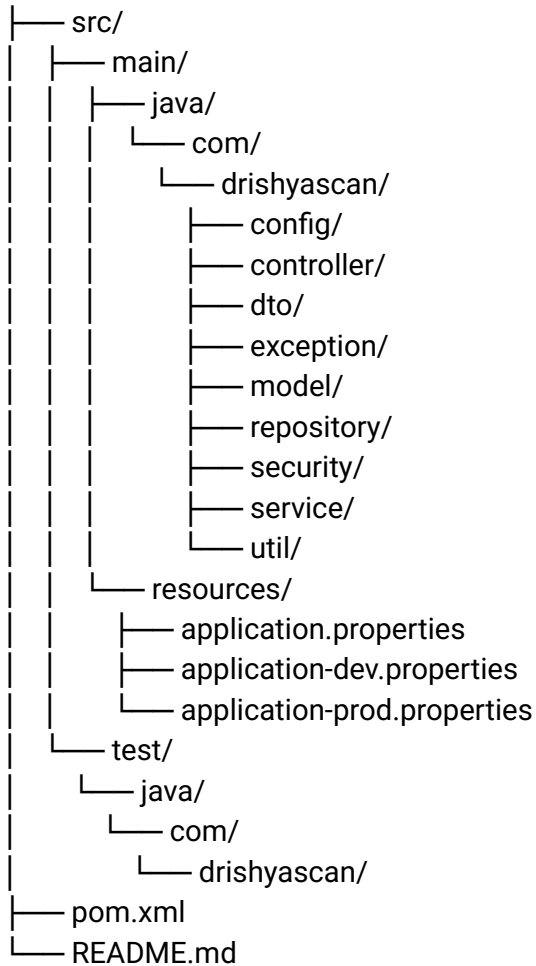 ├── src/
│   ├── main/
│   │   ├── java/
│   │   │   └── com/
│   │   │       └── drishyascan/
│   │   │           ├── config/
│   │   │           ├── controller/
│   │   │           ├── dto/
│   │   │           ├── exception/
│   │   │           ├── model/
│   │   │           ├── repository/
│   │   │           ├── security/
│   │   │           ├── service/
│   │   │           └── util/
│   │   └── resources/
│   │       ├── application.properties
│   │       ├── application-dev.properties
│   │       └── application-prod.properties
│   └── test/
│       └── java/
│           └── com/
│               └── drishyascan/
├── pom.xml
└── README.md